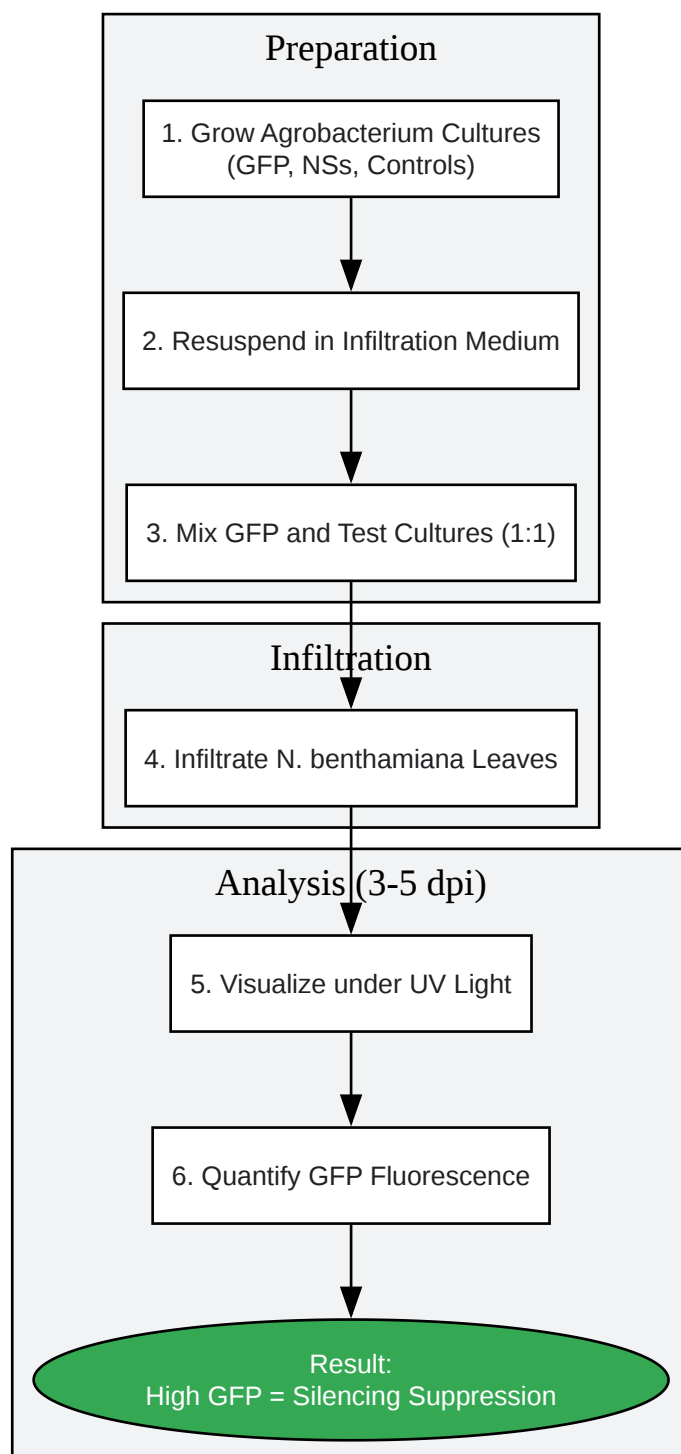 Preparation
1. Grow Agrobacterium Cultures
(GFP, NSs, Controls)
2. Resuspend in Infiltration Medium
3. Mix GFP and Test Cultures (1:1)
Infiltration
4. Infiltrate N. benthamiana Leaves
Analysis (3-5 dpi)
5. Visualize under UV Light
6. Quantify GFP Fluorescence
Result:
High GFP = Silencing Suppression